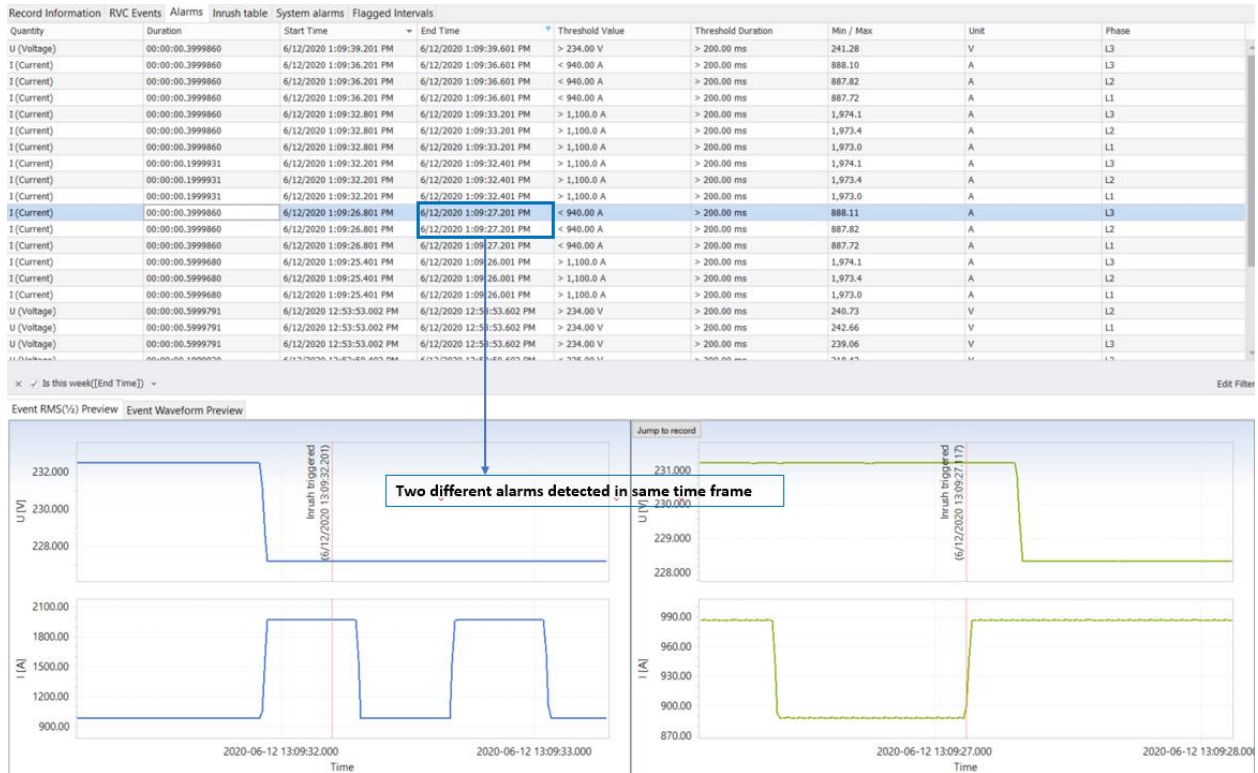 Record Information RVC Events Alarms Inrush table System alarms Flagged Intervals
Quantity Duration Start Time End Time Threshold Value Threshold Duration Min / Max Unit Phase
U (Voltage) 00:00:00.3999860 6/12/2020 1:09:39.201 PM 6/12/2020 1:09:39.601 PM > 234.00 V > 200.00 ms 241.28 V L3
I (Current) 00:00:00.3999860 6/12/2020 1:09:36.201 PM 6/12/2020 1:09:36.601 PM < 940.00 A > 200.00 ms 888.10 A L3
I (Current) 00:00:00.3999860 6/12/2020 1:09:36.201 PM 6/12/2020 1:09:36.601 PM < 940.00 A > 200.00 ms 887.82 A L2
I (Current) 00:00:00.3999860 6/12/2020 1:09:36.201 PM 6/12/2020 1:09:36.601 PM < 940.00 A > 200.00 ms 887.72 A L1
I (Current) 00:00:00.3999860 6/12/2020 1:09:32.801 PM 6/12/2020 1:09:33.201 PM > 1,100.0 A > 200.00 ms 1,974.1 A L3
I (Current) 00:00:00.3999860 6/12/2020 1:09:32.801 PM 6/12/2020 1:09:33.201 PM > 1,100.0 A > 200.00 ms 1,973.4 A L2
I (Current) 00:00:00.3999860 6/12/2020 1:09:32.801 PM 6/12/2020 1:09:33.201 PM > 1,100.0 A > 200.00 ms 1,973.0 A L1
I (Current) 00:00:00.1999931 6/12/2020 1:09:32.201 PM 6/12/2020 1:09:32.401 PM > 1,100.0 A > 200.00 ms 1,974.1 A L3
I (Current) 00:00:00.1999931 6/12/2020 1:09:32.201 PM 6/12/2020 1:09:32.401 PM > 1,100.0 A > 200.00 ms 1,973.4 A L2
I (Current) 00:00:00.1999931 6/12/2020 1:09:32.201 PM 6/12/2020 1:09:32.401 PM > 1,100.0 A > 200.00 ms 1,973.0 A L1
I (Current) 00:00:00.3999860 6/12/2020 1:09:26.801 PM 6/12/2020 1:09:27.201 PM < 940.00 A > 200.00 ms 888.11 A L3
I (Current) 00:00:00.3999860 6/12/2020 1:09:26.801 PM 6/12/2020 1:09:27.201 PM < 940.00 A > 200.00 ms 887.82 A L2
I (Current) 00:00:00.3999860 6/12/2020 1:09:26.801 PM 6/12/2020 1:09:27.201 PM < 940.00 A > 200.00 ms 887.72 A L1
I (Current) 00:00:00.5999680 6/12/2020 1:09:25.401 PM 6/12/2020 1:09:26.001 PM > 1,100.0 A > 200.00 ms 1,974.1 A L3
I (Current) 00:00:00.5999680 6/12/2020 1:09:25.401 PM 6/12/2020 1:09:26.001 PM > 1,100.0 A > 200.00 ms 1,973.4 A L2
I (Current) 00:00:00.5999680 6/12/2020 1:09:25.401 PM 6/12/2020 1:09:26.001 PM > 1,100.0 A > 200.00 ms 1,973.0 A L1
U (Voltage) 00:00:00.5999791 6/12/2020 12:53:53.002 PM 6/12/2020 12:53:53.602 PM > 234.00 V > 200.00 ms 240.73 V L2
U (Voltage) 00:00:00.5999791 6/12/2020 12:53:53.002 PM 6/12/2020 12:53:53.602 PM > 234.00 V > 200.00 ms 242.66 V L1
U (Voltage) 00:00:00.5999791 6/12/2020 12:53:53.002 PM 6/12/2020 12:53:53.602 PM > 234.00 V > 200.00 ms 239.06 V L3
Is this week([End Time]) Edit Filter
Event RMS(½) Preview Event Waveform Preview
Jump to record
Two different alarms detected in same time frame
U [V]
232.000
230.000
228.000
Inrush triggered
(6/12/2020 13:09:32.201)
I [A]
2100.00
1800.00
1500.00
1200.00
900.00
2020-06-12 13:09:32.000 2020-06-12 13:09:33.000
Time
U [V]
231.000
230.000
229.000
228.000
Inrush triggered
(6/12/2020 13:09:27.117)
I [A]
990.00
960.00
930.00
900.00
870.00
2020-06-12 13:09:27.000 2020-06-12 13:09:28.000
Time